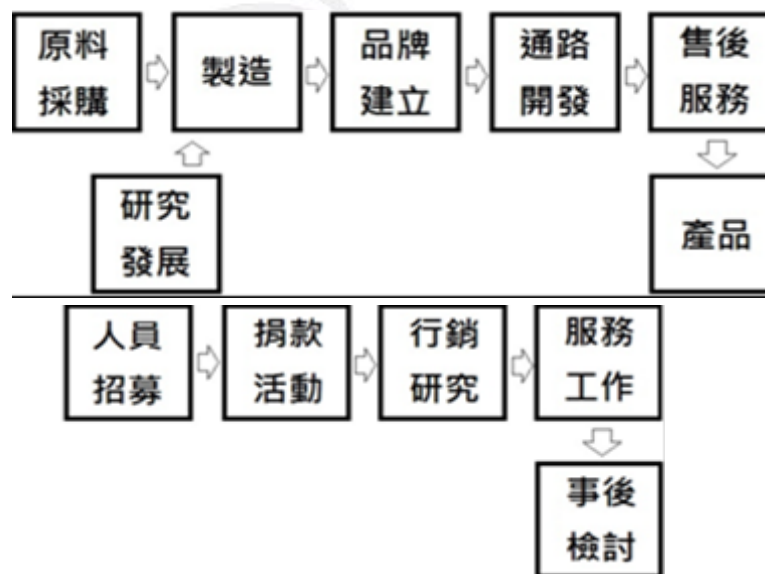 原料
採購
製造
品牌
建立
通路
開發
售後
服務
研究
發展
產品
人員
招募
捐款
活動
行銷
研究
服務
工作
事後
檢討